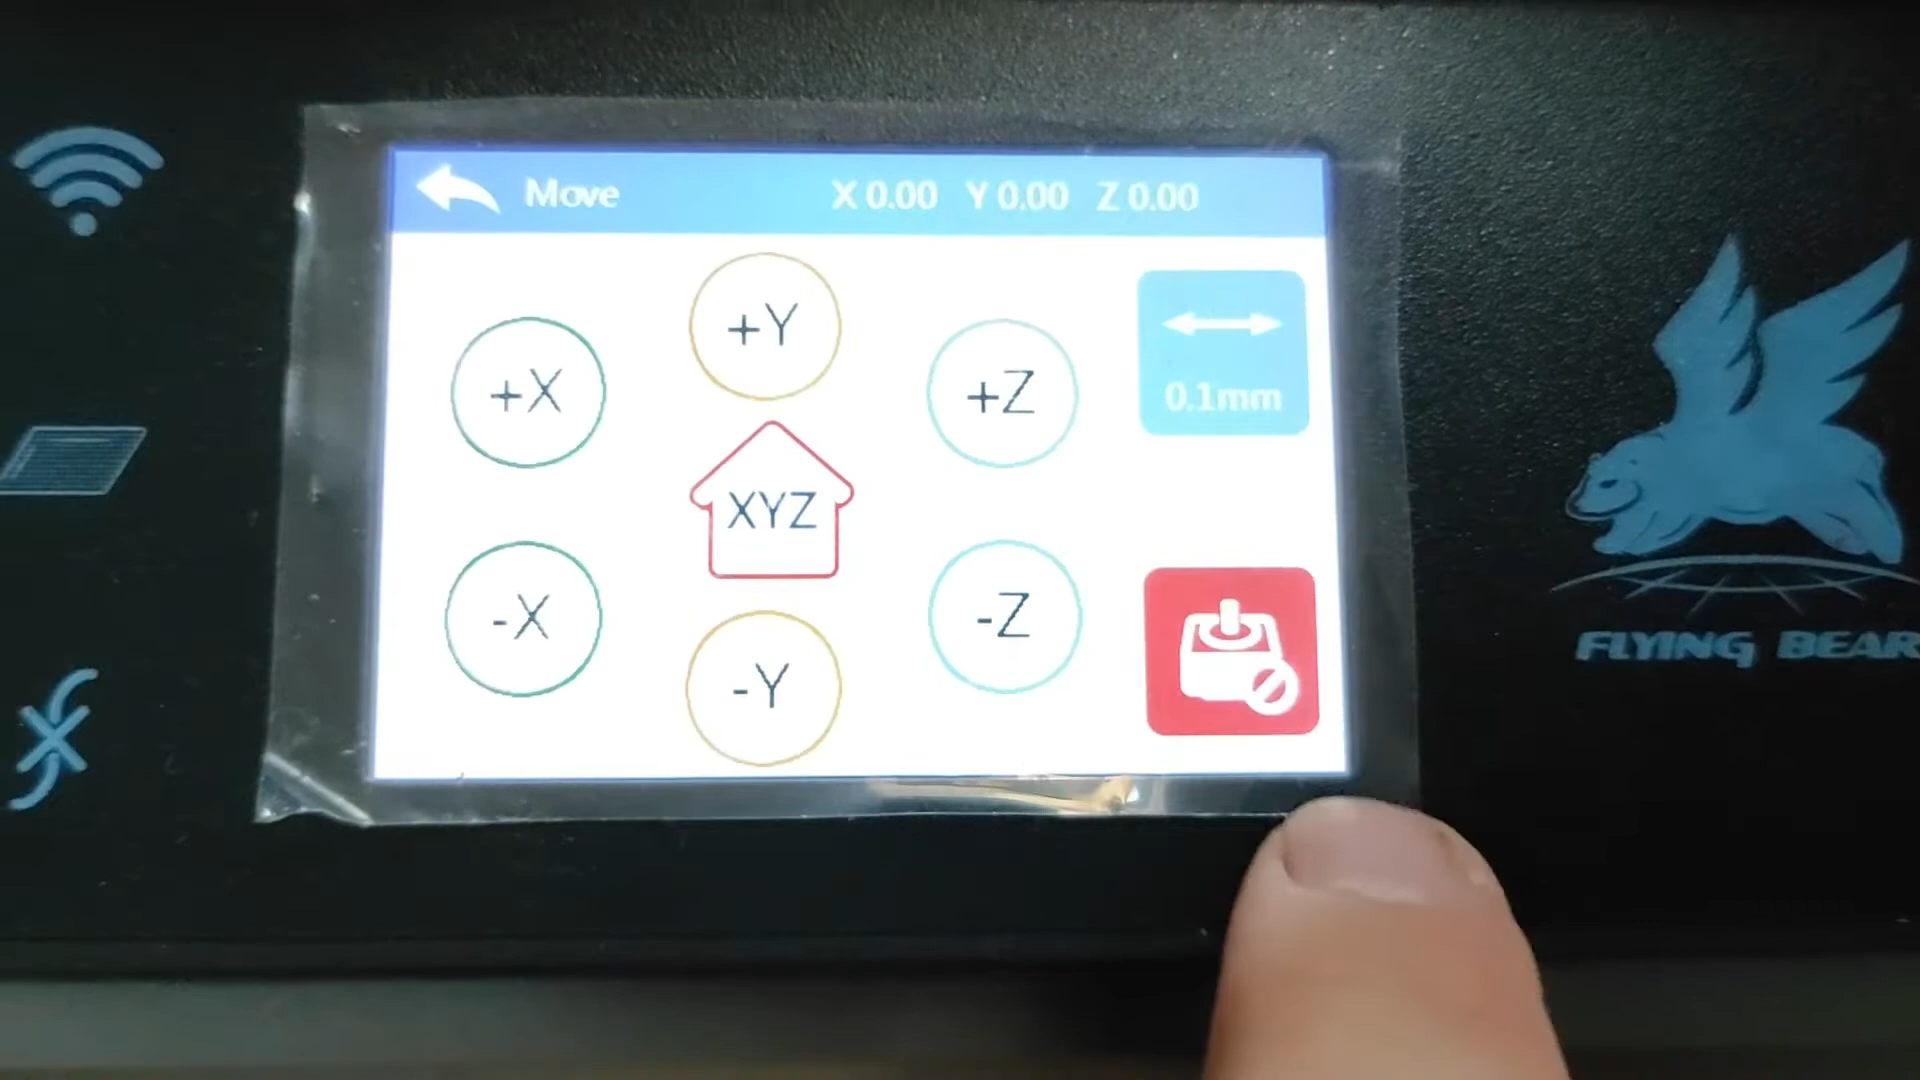 Move X 0.00 Y 0.00 Z 0.00
+Y
+X
+Z
0.1mm
XYZ
-X
-Z
-Y
FLYING BEAR